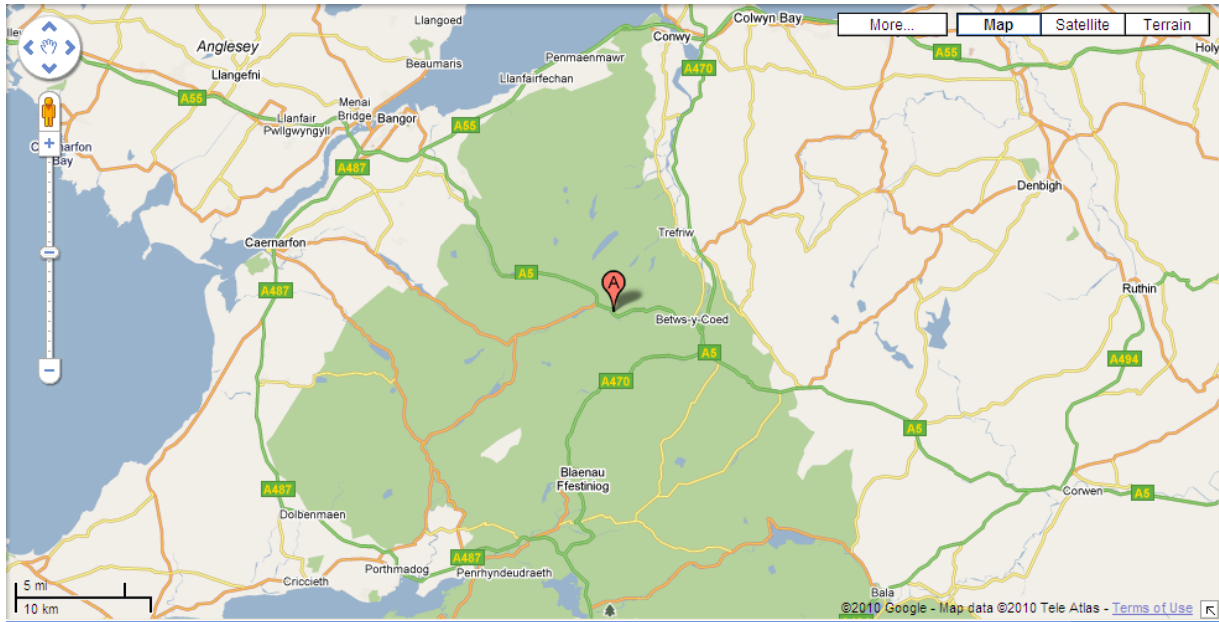 Llangoed
Colwyn Bay
More...
Map
Satellite
Terrain
Anglesey
Conwy
A55
Holy
Beaumaris
Penmaenmawr
A470
Llangefni
Llanfairfechan
A55
Menai
Bridge
Bangor
Llanfair
Pwllgwyngyll
A55
Bay
A487
Denbigh
Trefriw
Caernarfon
A5
A
A487
Ruthin
Betws-y-Coed
A5
A494
A470
A5
Blaenau
Ffestiniog
A487
Corwen
A5
Dolbenmaen
A487
Porthmadog
Penrhyndeudraeth
Criccieth
5 mi
10 km
Bala
©2010 Google - Map data ©2010 Tele Atlas - Terms of Use